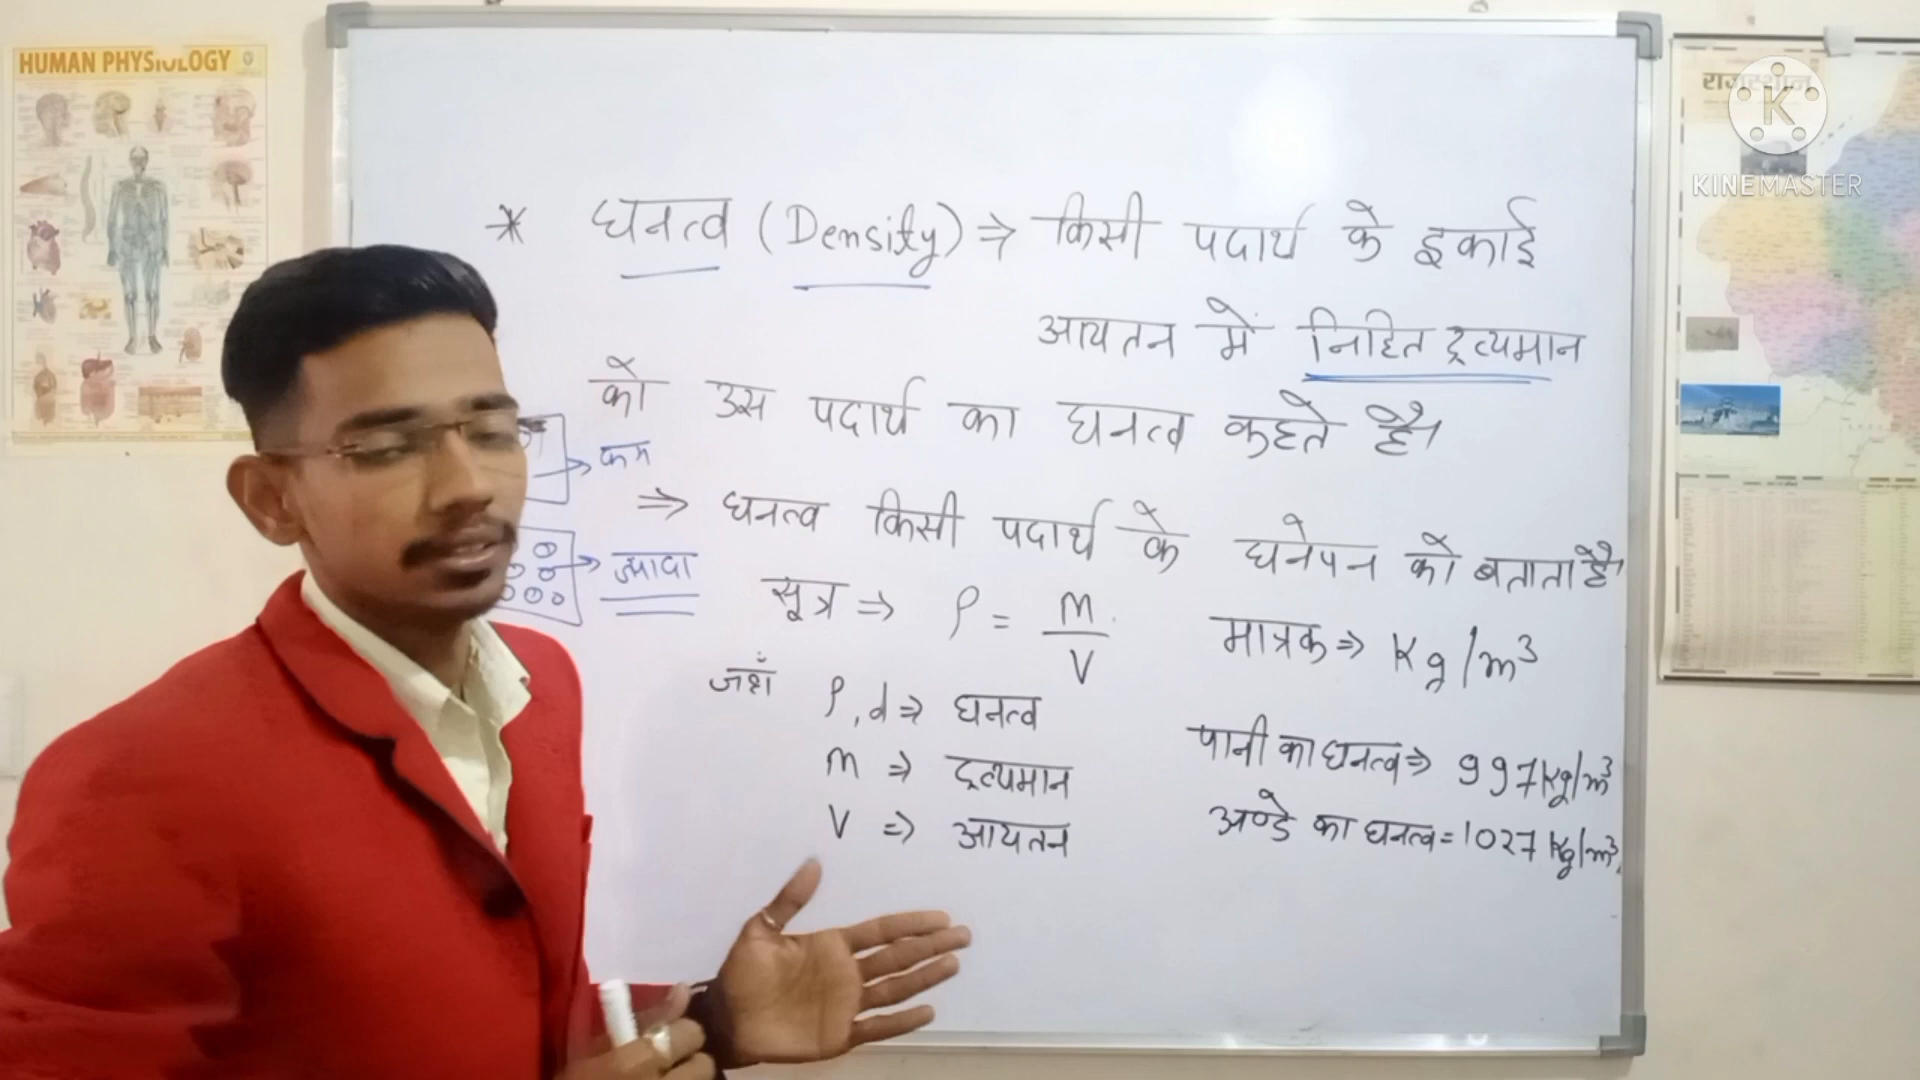 HUMAN PHYSIOLOGY
राजस्थान
K
KINEMASTER
* घनत्व (Density) ⇒ किसी पदार्थ के इकाई
आयतन में निहित द्रव्यमान
को उस पदार्थ का घनत्व कहते है।
→ कम
⇒ घनत्व किसी पदार्थ के घनेपन को बताता है।
→ ज्यादा
सूत्र ⇒ ρ = m/V
मात्रक ⇒ Kg/m³
जहाँ ρ, d ⇒ घनत्व
m ⇒ द्रव्यमान
V ⇒ आयतन
पानी का घनत्व ⇒ 997 Kg/m³
अण्डे का घनत्व = 1027 Kg/m³